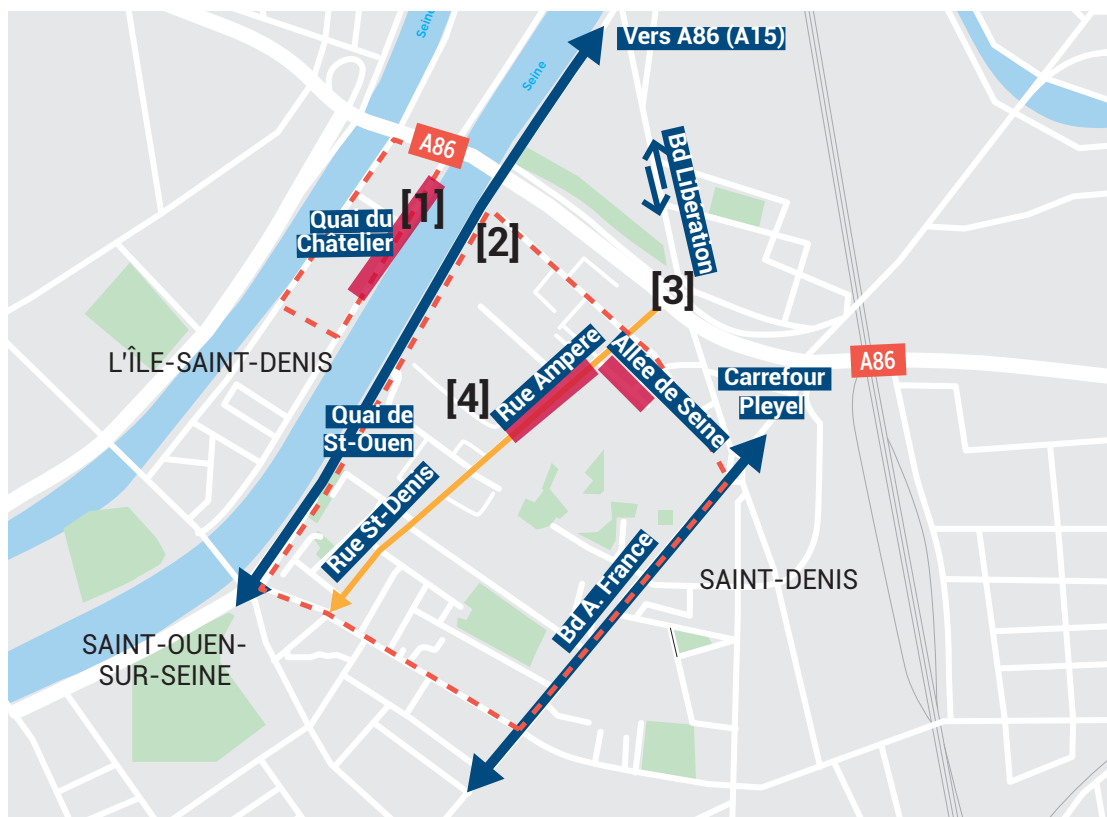 Seine
Seine
Vers A86 (A15)
A86
Bd Libération
[1]
Quai du
Châtelier
[2]
[3]
L'ÎLE-SAINT-DENIS
Rue Ampère
Allée de Seine
A86
Carrefour
Pleyel
[4]
Quai de
St-Ouen
Rue St-Denis
Bd A. France
SAINT-DENIS
SAINT-OUEN-
SUR-SEINE